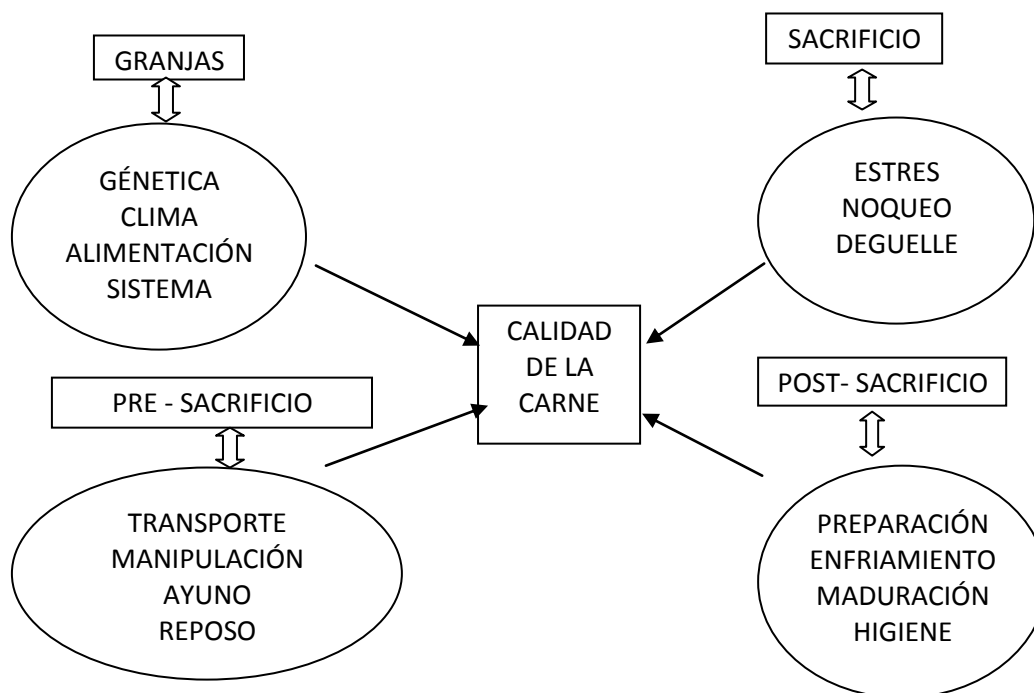 GRANJAS
GÉNETICA
CLIMA
ALIMENTACIÓN
SISTEMA
PRE - SACRIFICIO
TRANSPORTE
MANIPULACIÓN
AYUNO
REPOSO
CALIDAD
DE LA
CARNE
SACRIFICIO
ESTRES
NOQUEO
DEGUELLE
POST- SACRIFICIO
PREPARACIÓN
ENFRIAMIENTO
MADURACIÓN
HIGIENE